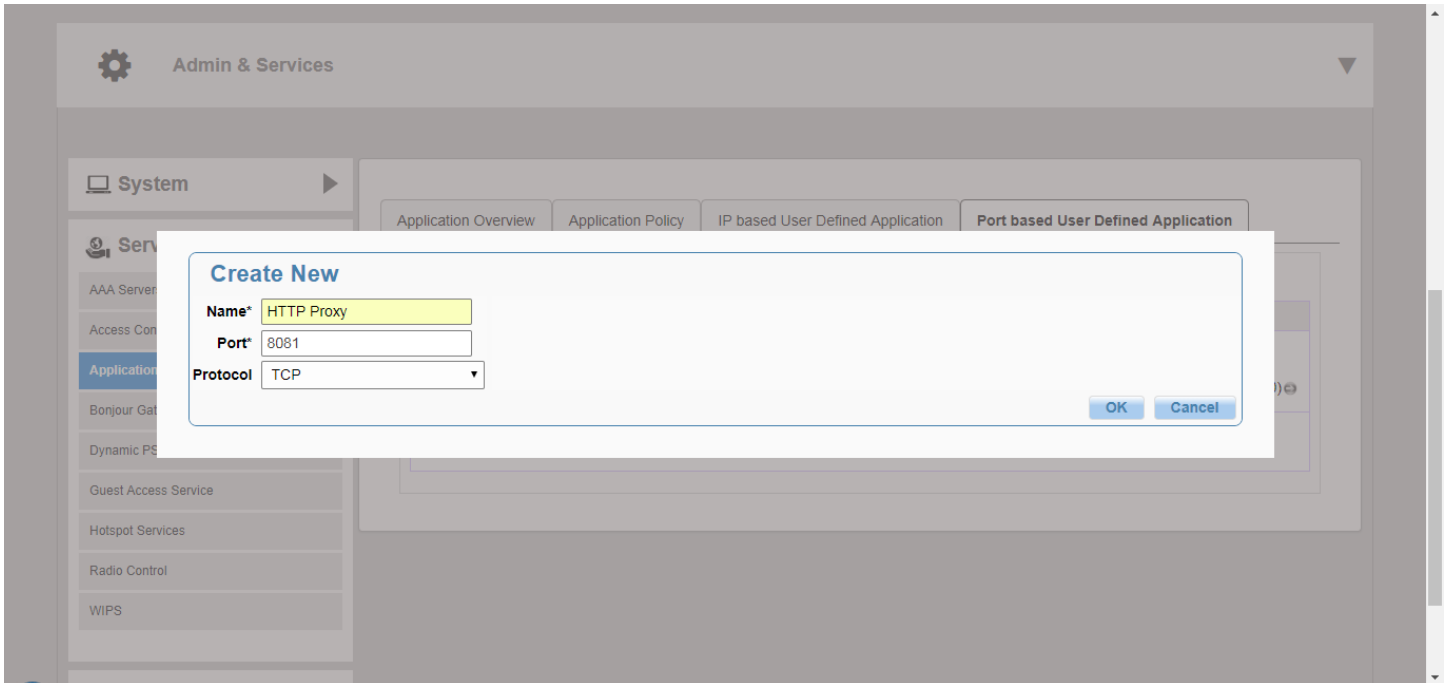 Admin & Services
System
Application Overview
Application Policy
IP based User Defined Application
Port based User Defined Application
Serv
AAA Server
Access Con
Application
Bonjour Gat
Dynamic PS
Guest Access Service
Hotspot Services
Radio Control
WIPS
Create New
Name* HTTP Proxy
Port* 8081
Protocol TCP
OK Cancel